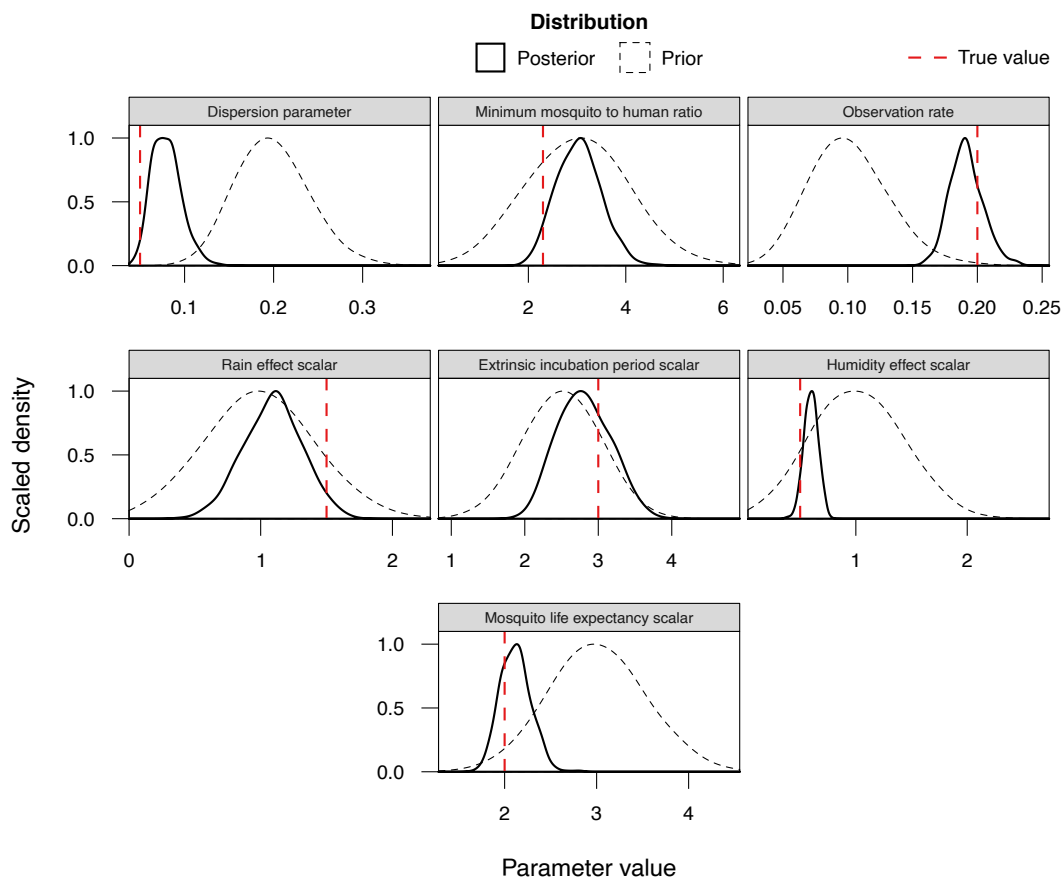 Distribution
Posterior Prior True value
Dispersion parameter Minimum mosquito to human ratio Observation rate
1.0
0.5
0.0
0.1 0.2 0.3 2 4 6 0.05 0.10 0.15 0.20 0.25
Rain effect scalar Extrinsic incubation period scalar Humidity effect scalar
1.0
0.5
0.0
0 1 2 1 2 3 4 1 2
Scaled density
Mosquito life expectancy scalar
1.0
0.5
0.0
2 3 4
Parameter value